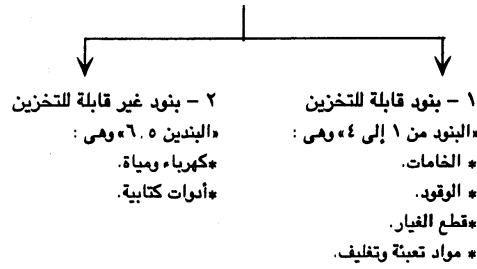 ١ – بنود قابلة للتخزين
«البنود من ١ إلى ٤» وهى :
* الخامات.
* الوقود.
*قطع الغيار.
* مواد تعبئة وتغليف.
٢ – بنود غير قابلة للتخزين
«البندين ٥ ، ٦» وهى :
*كهرباء ومياة.
*أدوات كتابية.